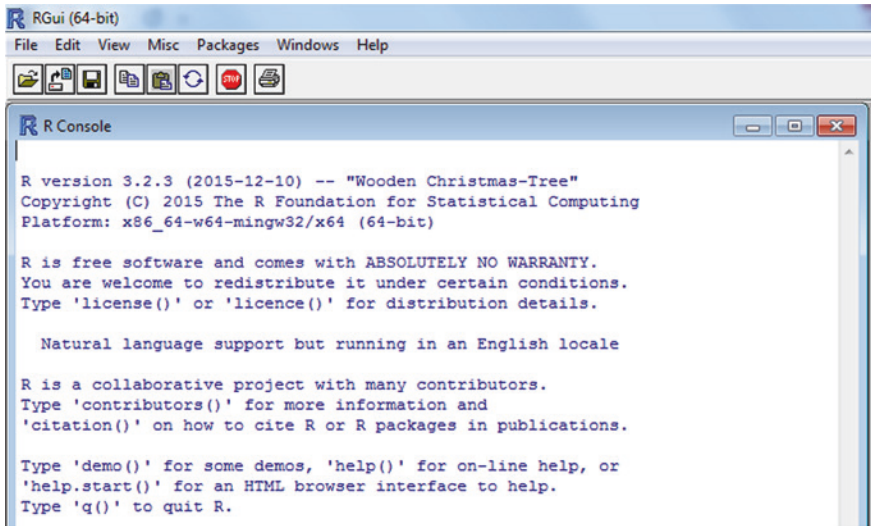 RGui (64-bit)
File Edit View Misc Packages Windows Help
STOP
R Console
R version 3.2.3 (2015-12-10) -- "Wooden Christmas-Tree"
Copyright (C) 2015 The R Foundation for Statistical Computing
Platform: x86_64-w64-mingw32/x64 (64-bit)
R is free software and comes with ABSOLUTELY NO WARRANTY.
You are welcome to redistribute it under certain conditions.
Type 'license()' or 'licence()' for distribution details.
Natural language support but running in an English locale
R is a collaborative project with many contributors.
Type 'contributors()' for more information and
'citation()' on how to cite R or R packages in publications.
Type 'demo()' for some demos, 'help()' for on-line help, or
'help.start()' for an HTML browser interface to help.
Type 'q()' to quit R.